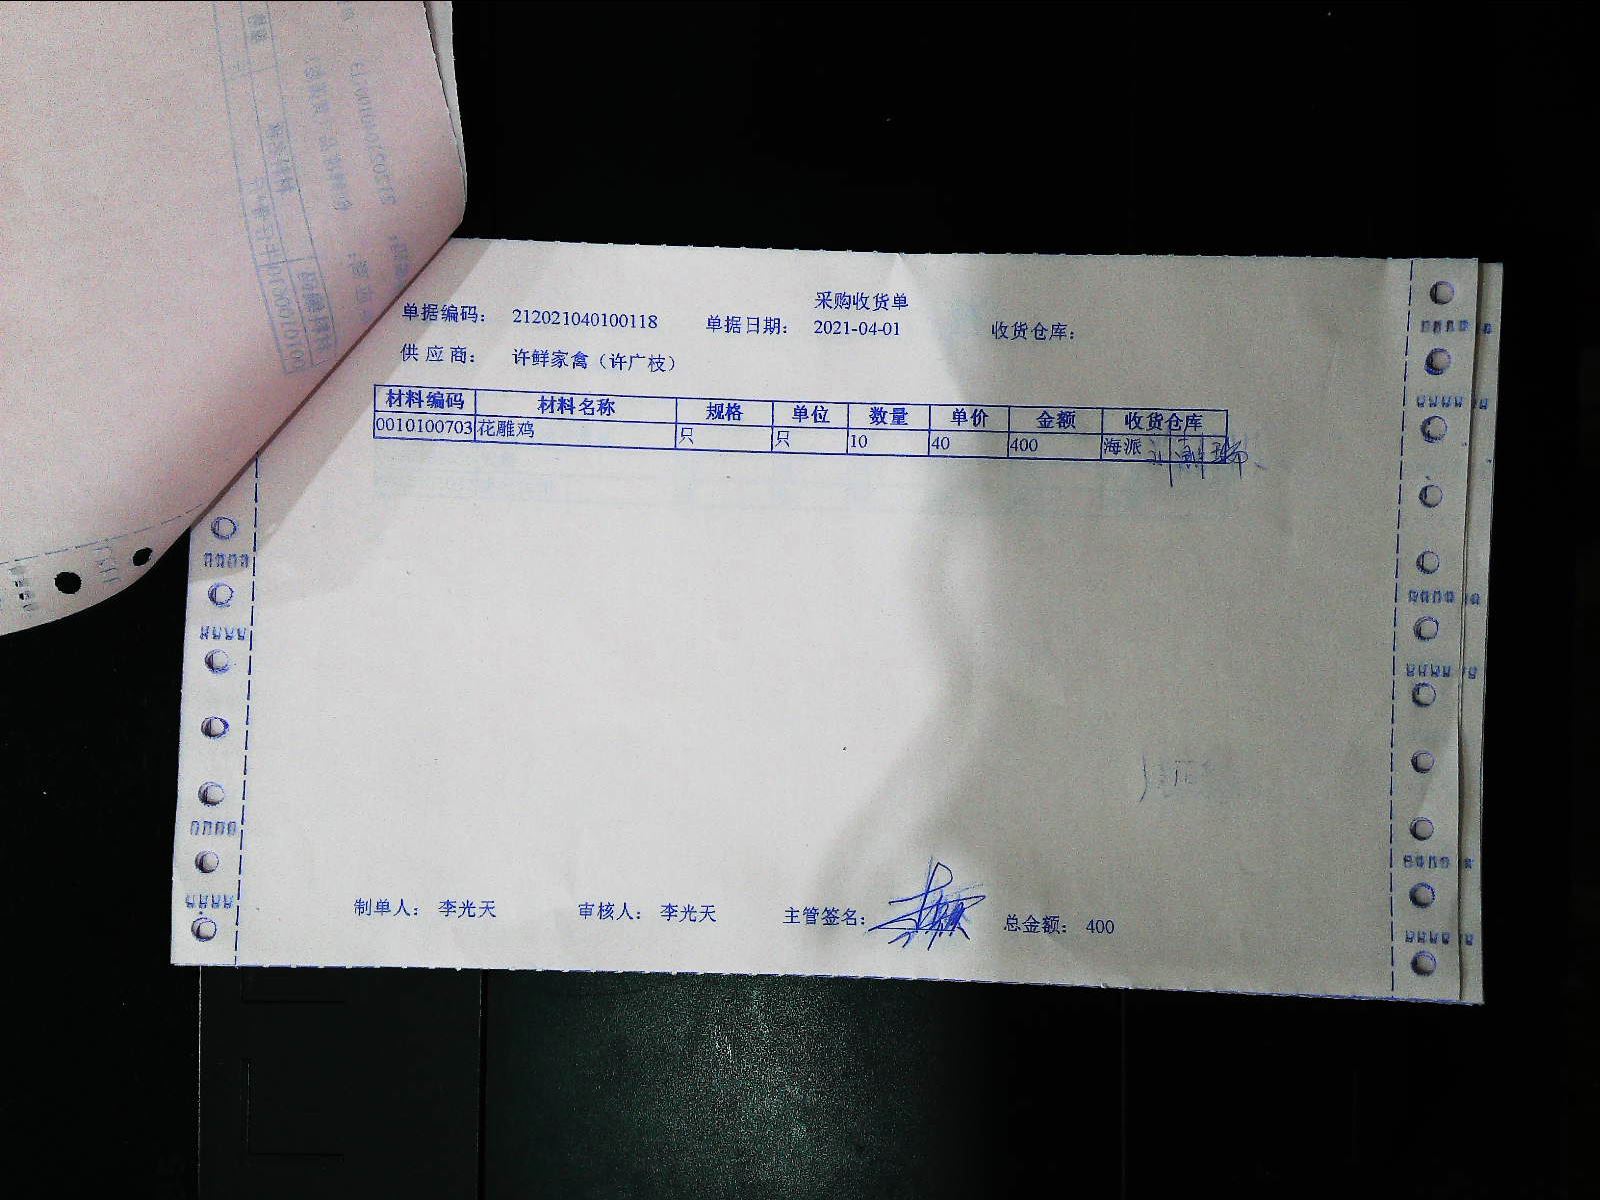 采购收货单
单据编码： 212021040100118 单据日期： 2021-04-01 收货仓库：
供 应 商： 许鲜家禽（许广枝）
材料编码 材料名称 规格 单位 数量 单价 金额 收货仓库
0010100703 花雕鸡 只 只 10 40 400 海派
制单人： 李光天 审核人： 李光天 主管签名： 总金额： 400